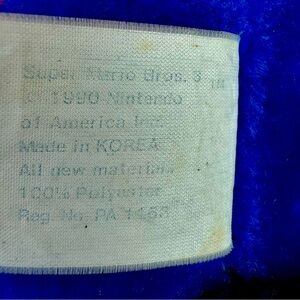 Super Mario Bros. 3 TM
© 1990 Nintendo
of America Inc.
Made in KOREA
All new material
100% Polyester
Reg. No. PA 1463